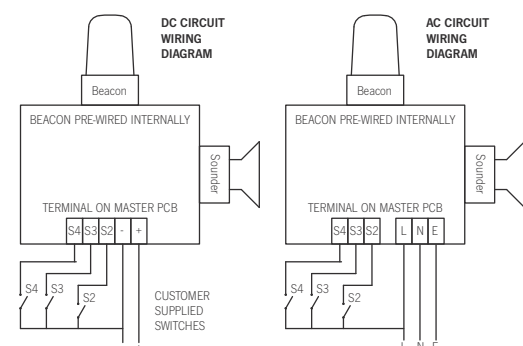 DC CIRCUIT
WIRING
DIAGRAM
Beacon
BEACON PRE-WIRED INTERNALLY
Sounder
TERMINAL ON MASTER PCB
S4 S3 S2 - +
S4 S3
S2
CUSTOMER
SUPPLIED
SWITCHES
AC CIRCUIT
WIRING
DIAGRAM
Beacon
BEACON PRE-WIRED INTERNALLY
Sounder
TERMINAL ON MASTER PCB
S4 S3 S2 L N E
S4 S3
S2
L N E